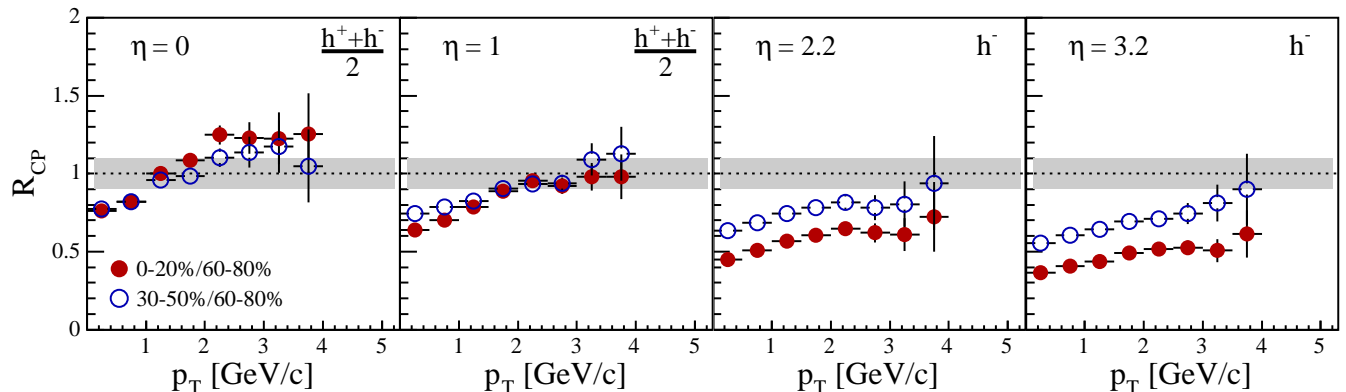 2
1.5
1
0.5
0
R_CP
η = 0
h⁺+h⁻
2
0-20%/60-80%
30-50%/60-80%
η = 1
h⁺+h⁻
2
η = 2.2
h⁻
η = 3.2
h⁻
1 2 3 4 5
1 2 3 4 5
1 2 3 4 5
1 2 3 4 5
p_T [GeV/c]
p_T [GeV/c]
p_T [GeV/c]
p_T [GeV/c]